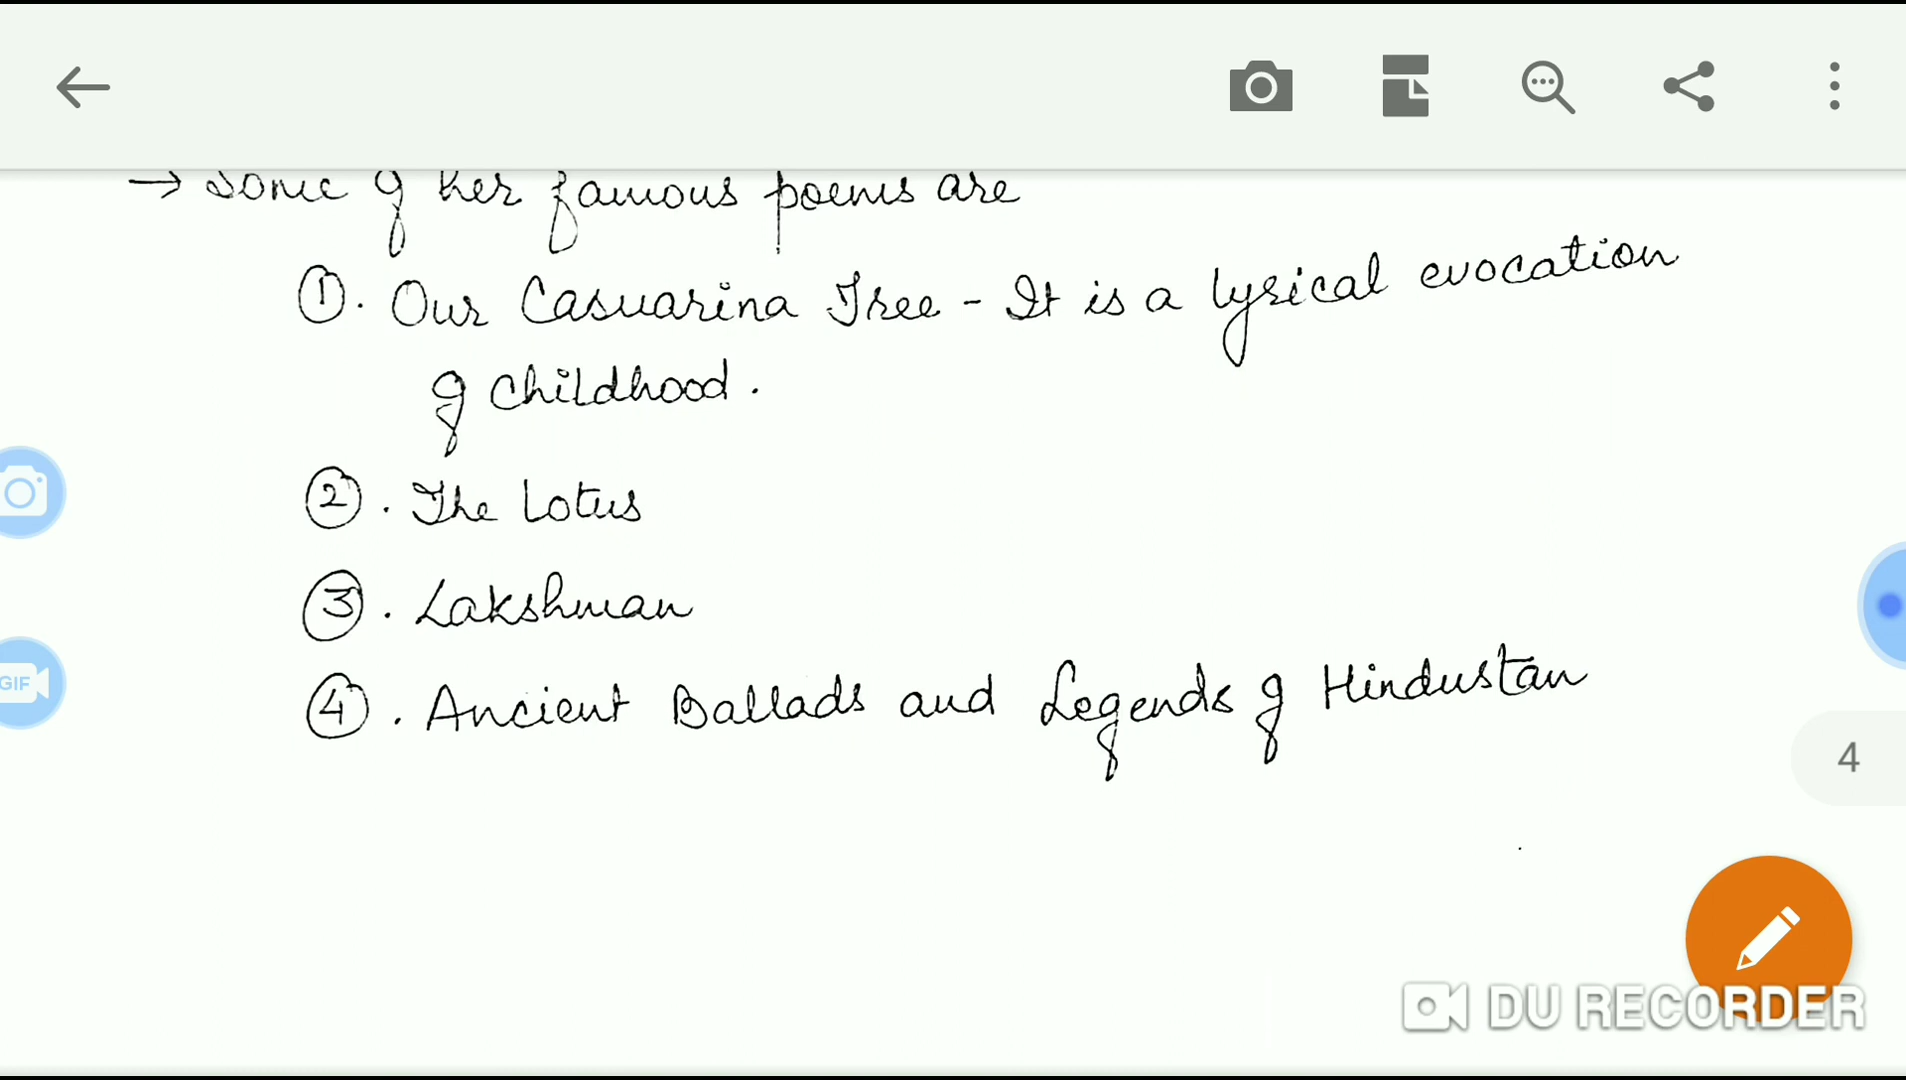 → Some of her famous poems are
①. Our Casuarina Tree - It is a lyrical evocation
of childhood.
②. The Lotus
③. Lakshman
④. Ancient Ballads and Legends of Hindustan
GIF
4
DU RECORDER